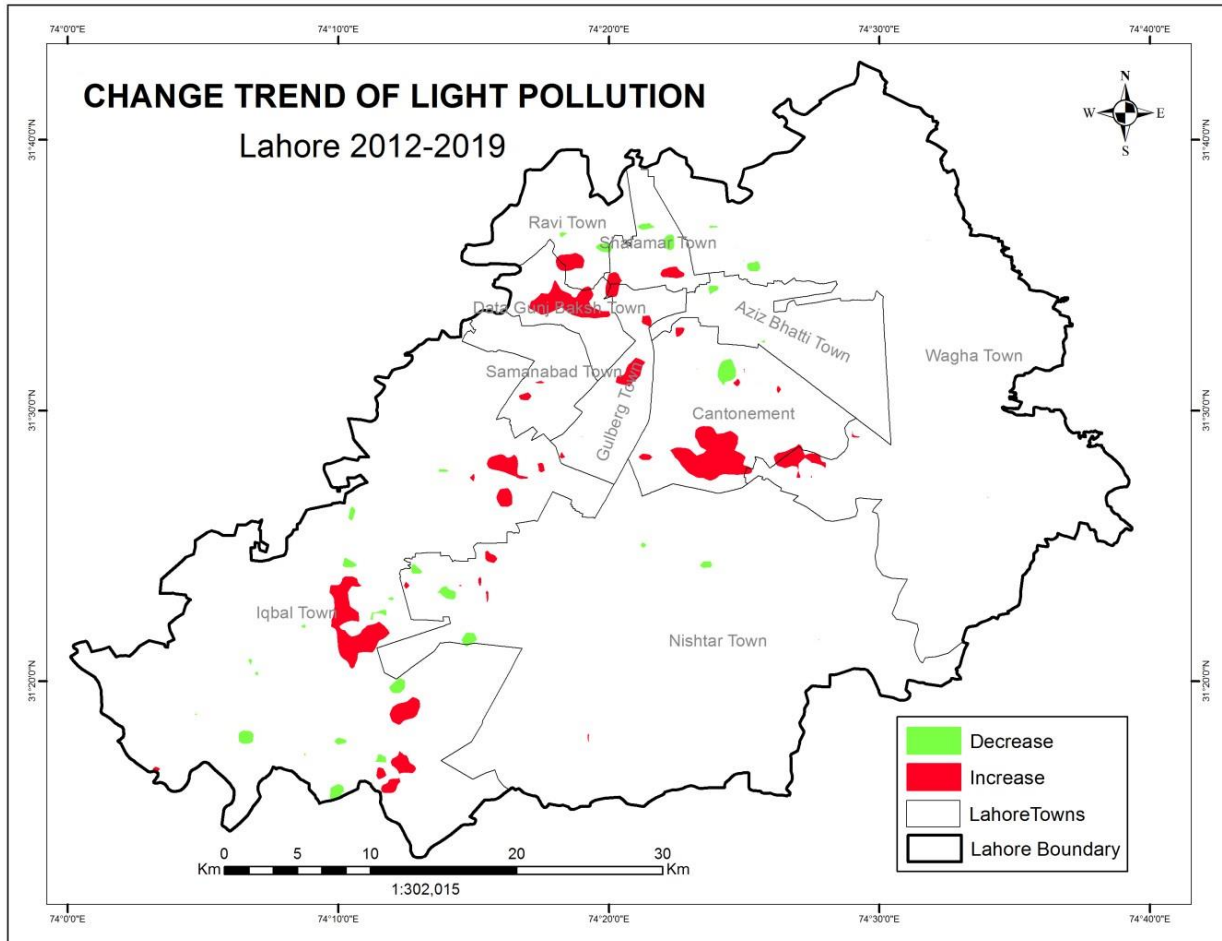 74°0'0"E
74°10'0"E
74°20'0"E
74°30'0"E
74°40'0"E
CHANGE TREND OF LIGHT POLLUTION
Lahore 2012-2019
N
W
E
S
31°40'0"N
31°40'0"N
Ravi Town
Shalamar Town
Data Gunj Baksh Town
Aziz Bhatti Town
Wagha Town
Samanabad Town
Gulberg Town
Cantonement
31°30'0"N
31°30'0"N
Iqbal Town
Nishtar Town
31°20'0"N
31°20'0"N
Decrease
Increase
LahoreTowns
Lahore Boundary
0 5 10 20 30
Km Km
1:302,015
74°0'0"E
74°10'0"E
74°20'0"E
74°30'0"E
74°40'0"E